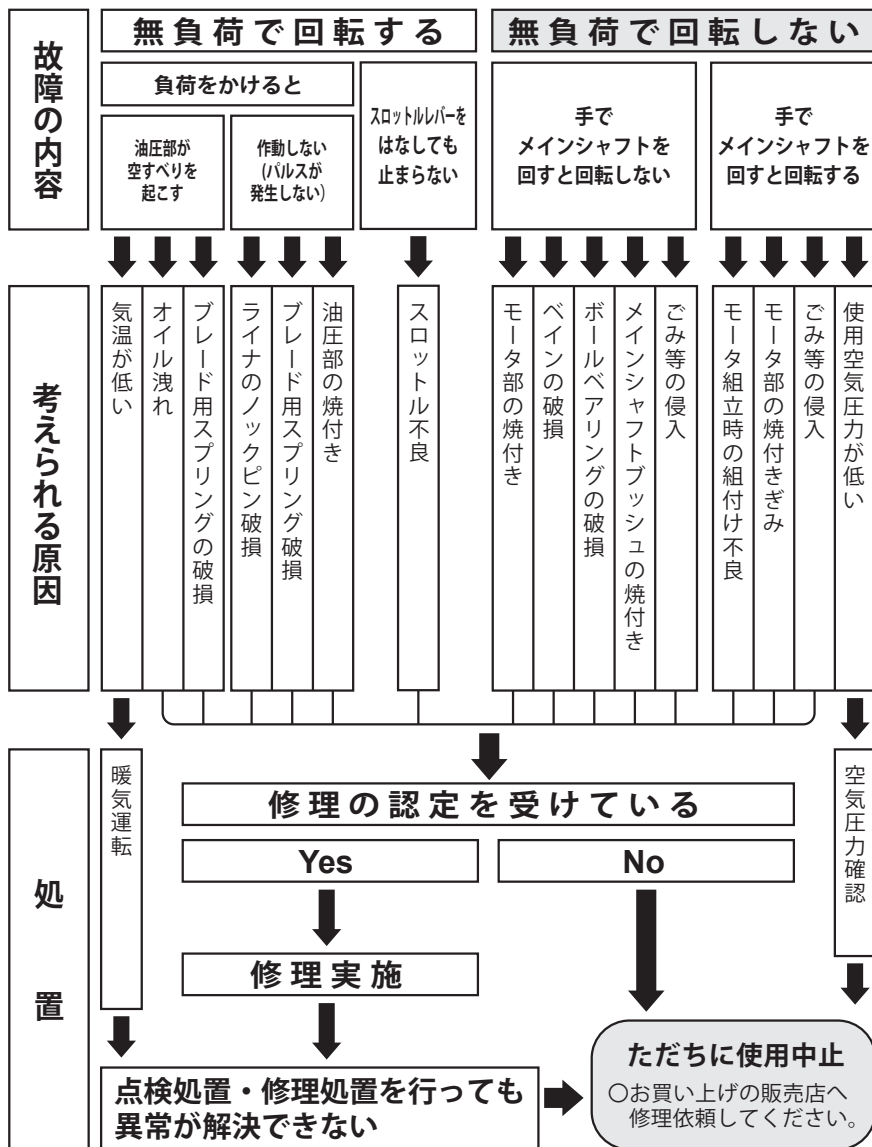 故障の内容
無負荷で回転する
無負荷で回転しない
負荷をかけると
油圧部が
空すべりを
起こす
作動しない
(パルスが
発生しない)
スロットルレバーを
はなしても
止まらない
手で
メインシャフトを
回すと回転しない
手で
メインシャフトを
回すと回転する
考えられる原因
気温が低い
オイル洩れ
ブレード用スプリングの破損
ライナのノックピン破損
ブレード用スプリング破損
油圧部の焼付き
スロットル不良
モータ部の焼付き
ベインの破損
ボールベアリングの破損
メインシャフトブッシュの焼付き
ごみ等の侵入
モータ組立時の組付け不良
モータ部の焼付きぎみ
ごみ等の侵入
使用空気圧力が低い
処置
暖気運転
修理の認定を受けている
Yes
No
修理実施
空気圧力確認
点検処置・修理処置を行っても
異常が解決できない
ただちに使用中止
○お買い上げの販売店へ
修理依頼してください。